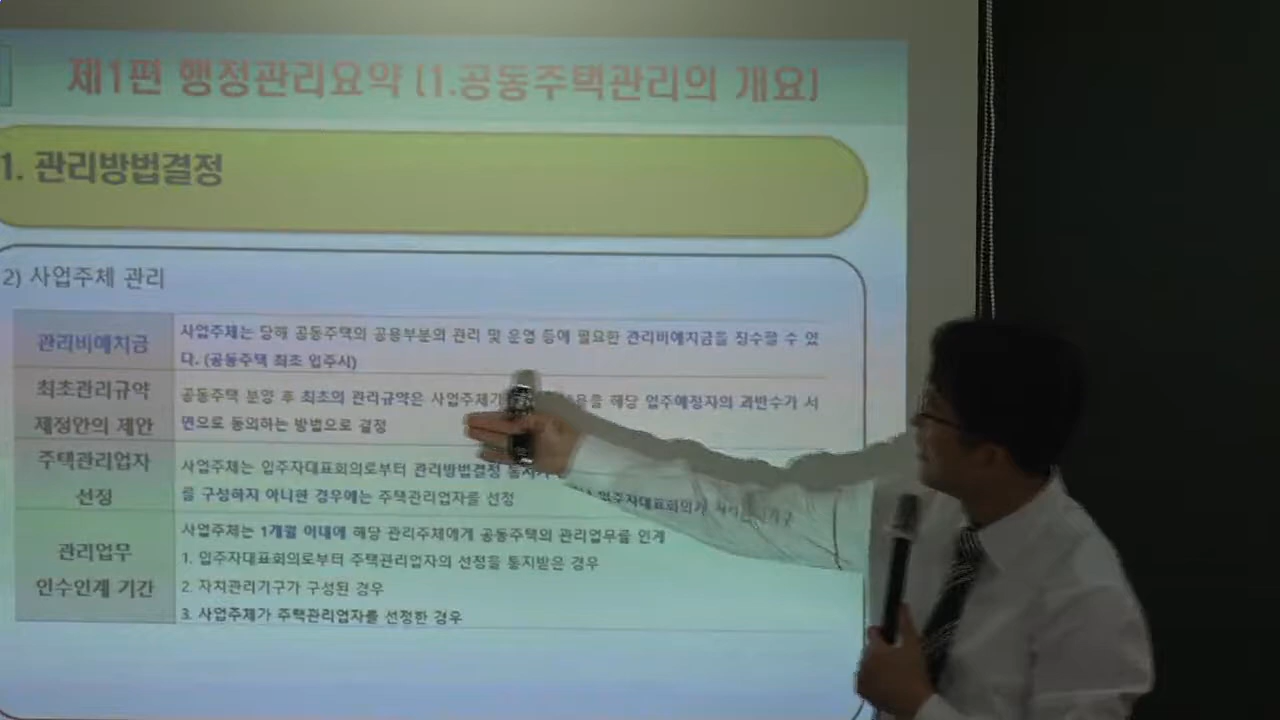 제1편 행정관리요약 [1.공동주택관리의 개요]
1. 관리방법결정
2) 사업주체 관리
관리비예치금
사업주체는 당해 공동주택의 공용부분의 관리 및 운영 등에 필요한 관리비예치금을 징수할 수 있
다. (공동주택 최초 입주시)
최초관리규약
제정안의 제안
공동주택 분양 후 최초의 관리규약은 사업주체가 해당 입주예정자의 과반수가 서
면으로 동의하는 방법으로 결정
주택관리업자
선정
사업주체는 입주자대표회의로부터 관리방법결정 입주자대표회의가
를 구성하지 아니한 경우에는 주택관리업자를 선정
관리업무
인수인계 기간
사업주체는 1개월 이내에 해당 관리주체에게 공동주택의 관리업무를 인계
1. 입주자대표회의로부터 주택관리업자의 선정을 통지받은 경우
2. 자치관리기구가 구성된 경우
3. 사업주체가 주택관리업자를 선정한 경우